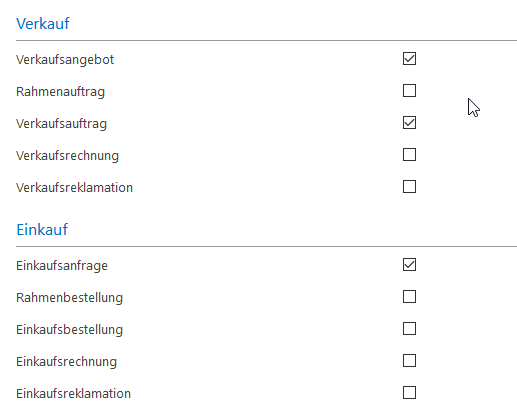 Verkauf
Verkaufsangebot
Rahmenauftrag
Verkaufsauftrag
Verkaufsrechnung
Verkaufsreklamation
Einkauf
Einkaufsanfrage
Rahmenbestellung
Einkaufsbestellung
Einkaufsrechnung
Einkaufsreklamation